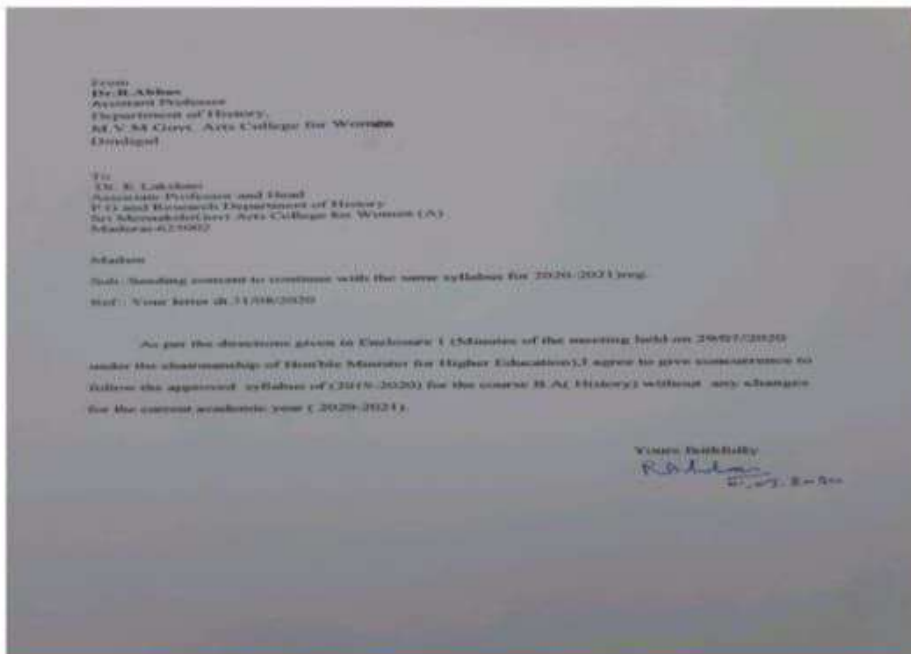 From
Dr.R.Abbas
Assistant Professor
Department of History,
M.V.M Govt. Arts College for Women
Dindigul
To
Dr. K. Lakshmi
Associate Professor and Head
P G and Research Department of History
Sri MeenakshiGovt Arts College for Women (A)
Madurai-625002
Madam
Sub: Sending consent to continue with the same syllabus for 2020-2021)reg.
Ref : Your letter dt.31/08/2020
As per the directions given in Enclosure 1 (Minutes of the meeting held on 29/07/2020
under the chairmanship of Hon'ble Minister for Higher Education),I agree to give concurrence to
follow the approved syllabus of (2019-2020) for the course B.A( History) without any changes
for the current academic year ( 2020-2021).
Yours faithfully